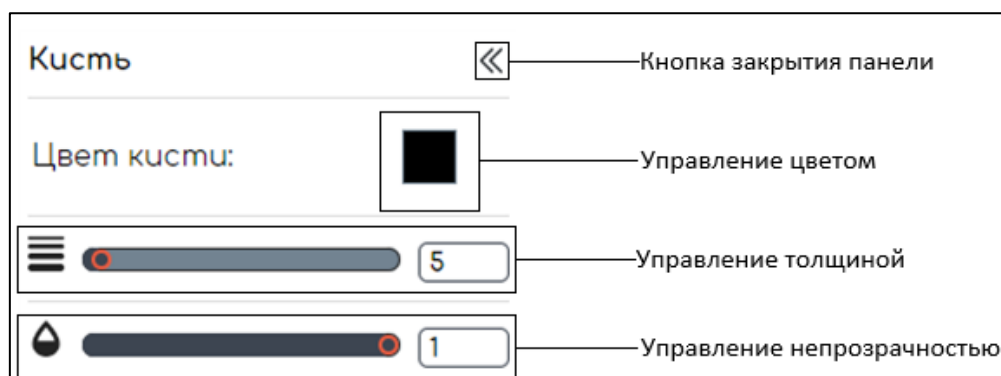 Кисть
Кнопка закрытия панели
Цвет кисти:
Управление цветом
5
Управление толщиной
1
Управление непрозрачностью